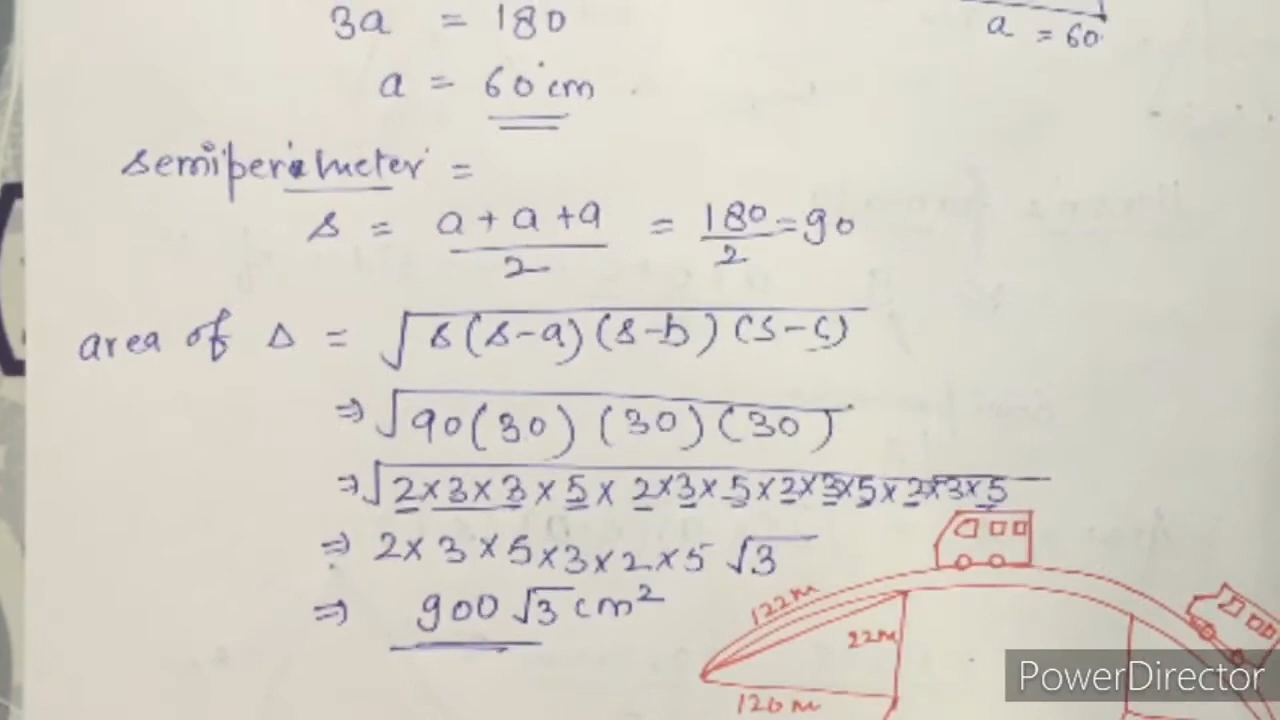 3a = 180
a = 60
a = 60 cm
semiperimeter =
s = a + a + a / 2 = 180 / 2 = 90
area of Δ = √s(s-a)(s-b)(s-c)
⇒ √90(30)(30)(30)
⇒ √2×3×3×5×2×3×5×2×3×5×2×3×5
⇒ 2×3×5×3×2×5 √3
⇒ 900 √3 cm²
122m
22m
120m
PowerDirector